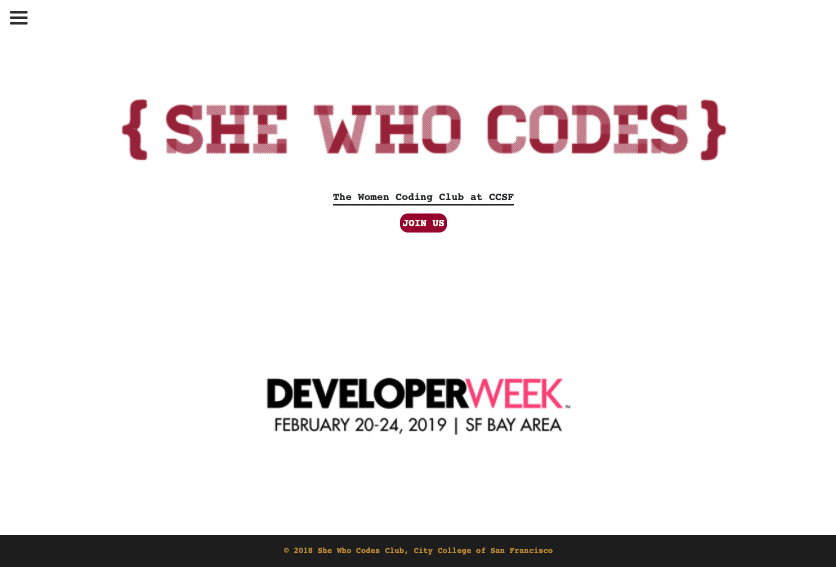 { SHE WHO CODES }
The Women Coding Club at CCSF
JOIN US
DEVELOPERWEEK™
FEBRUARY 20-24, 2019 | SF BAY AREA
© 2018 She Who Codes Club, City College of San Francisco